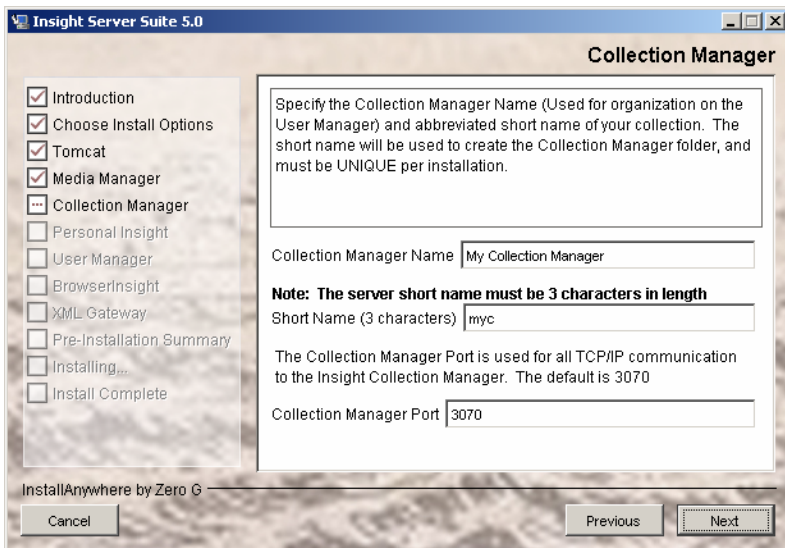 Insight Server Suite 5.0
Collection Manager
Introduction
Choose Install Options
Tomcat
Media Manager
Collection Manager
Personal Insight
User Manager
BrowserInsight
XML Gateway
Pre-Installation Summary
Installing...
Install Complete
Specify the Collection Manager Name (Used for organization on the
User Manager) and abbreviated short name of your collection. The
short name will be used to create the Collection Manager folder, and
must be UNIQUE per installation.
Collection Manager Name My Collection Manager
Note: The server short name must be 3 characters in length
Short Name (3 characters) myc
The Collection Manager Port is used for all TCP/IP communication
to the Insight Collection Manager. The default is 3070
Collection Manager Port 3070
InstallAnywhere by Zero G
Cancel Previous Next